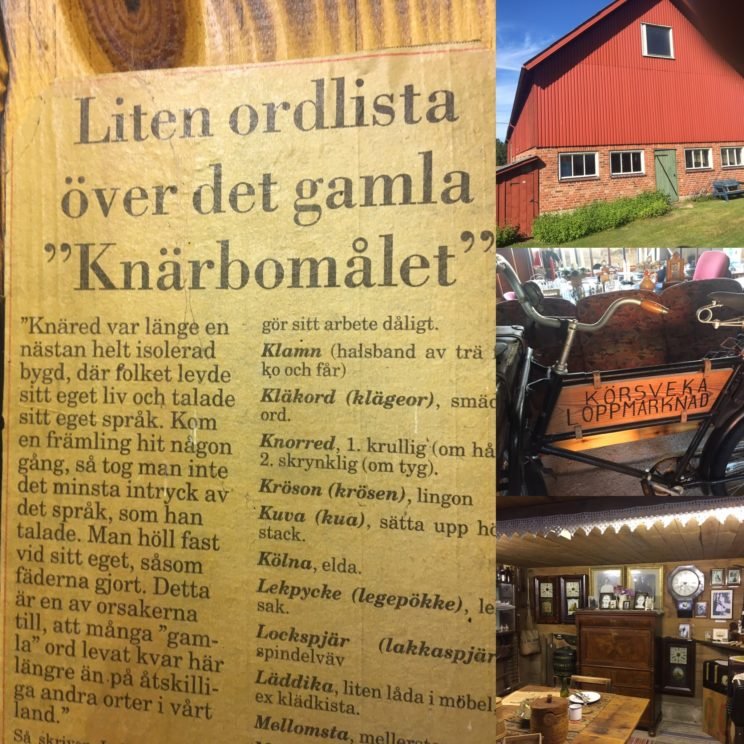 Liten ordlista
över det gamla
”Knärbomålet”
”Knäred var länge en
nästan helt isolerad
bygd, där folket levde
sitt eget liv och talade
sitt eget språk. Kom
en främling hit någon
gång, så tog man inte
det minsta intryck av
det språk, som han
talade. Man höll fast
vid sitt eget, såsom
fäderna gjort. Detta
är en av orsakerna
till, att många ”gam-
la” ord levat kvar här
längre än på åtskilli-
ga andra orter i vårt
land.”
Så skriver
gör sitt arbete dåligt.
Klamn (halsband av trä
ko och får)
Kläkord (klägeor), smäd
ord.
Knorred, 1. krullig (om hå
2. skrynklig (om tyg).
Kröson (krösen), lingon
Kuva (kua), sätta upp hö
stack.
Kölna, elda.
Lekpycke (legepökke), le
sak.
Lockspjär (lakkaspjär
spindelväv
Läddika, liten låda i möbel,
ex klädkista.
Mellomsta,
KÖRSVEKA
LOPPMARKNAD